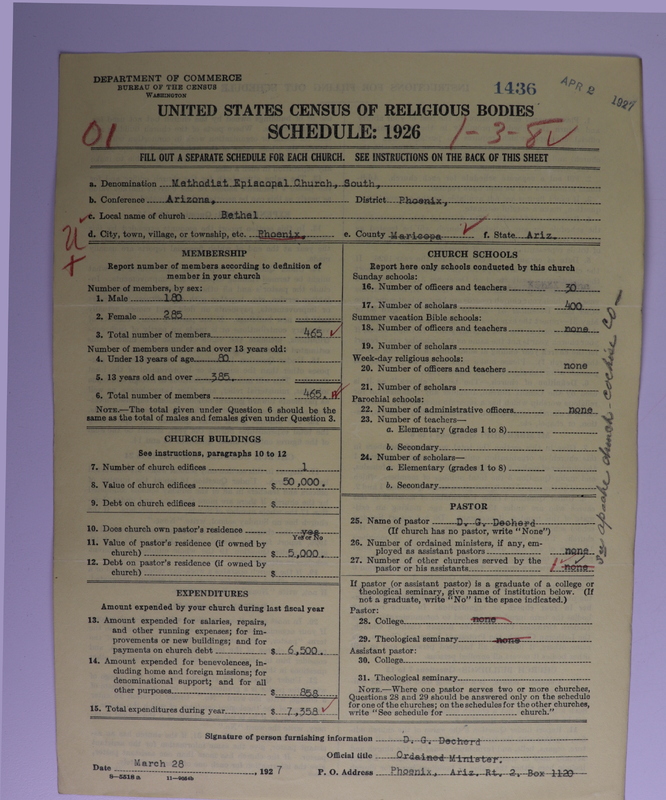 DEPARTMENT OF COMMERCE
BUREAU OF THE CENSUS
WASHINGTON
1436
APR 2 1927
UNITED STATES CENSUS OF RELIGIOUS BODIES
SCHEDULE: 1926
01
1-3-8
FILL OUT A SEPARATE SCHEDULE FOR EACH CHURCH. SEE INSTRUCTIONS ON THE BACK OF THIS SHEET
a. Denomination Methodist Episcopal Church, South,
b. Conference Arizona, District Phoenix,
c. Local name of church Bethel
d. City, town, village, or township, etc. Phoenix, e. County Maricopa f. State Ariz.
MEMBERSHIP
Report number of members according to definition of
member in your church
Number of members, by sex:
1. Male 180
2. Female 285
3. Total number of members 465
Number of members under and over 13 years old:
4. Under 13 years of age 80
5. 13 years old and over 385.
6. Total number of members 465.
NOTE.—The total given under Question 6 should be the
same as the total of males and females given under Question 3.
CHURCH BUILDINGS
See instructions, paragraphs 10 to 12
7. Number of church edifices 1
8. Value of church edifices $ 50,000.
9. Debt on church edifices $
10. Does church own pastor's residence yes
Yes or No
11. Value of pastor's residence (if owned by
church) $ 5,000.
12. Debt on pastor's residence (if owned by
church) $
EXPENDITURES
Amount expended by your church during last fiscal year
13. Amount expended for salaries, repairs,
and other running expenses; for im-
provements or new buildings; and for
payments on church debt $ 6,500.
14. Amount expended for benevolences, in-
cluding home and foreign missions; for
denominational support; and for all
other purposes $ 858
15. Total expenditures during year $ 7,358
CHURCH SCHOOLS
Report here only schools conducted by this church
Sunday schools:
16. Number of officers and teachers 30
17. Number of scholars 400
Summer vacation Bible schools:
18. Number of officers and teachers none
19. Number of scholars
Week-day religious schools:
20. Number of officers and teachers none
21. Number of scholars
Parochial schools:
22. Number of administrative officers none
23. Number of teachers—
a. Elementary (grades 1 to 8)
b. Secondary
24. Number of scholars—
a. Elementary (grades 1 to 8)
b. Secondary
PASTOR
25. Name of pastor D. G. Decherd
(If church has no pastor, write "None")
26. Number of ordained ministers, if any, em-
ployed as assistant pastors none
27. Number of other churches served by the
pastor or his assistants none
If pastor (or assistant pastor) is a graduate of a college or
theological seminary, give name of institution below. (If
not a graduate, write "No" in the space indicated.)
Pastor:
28. College none
29. Theological seminary none
Assistant pastor:
30. College
31. Theological seminary
NOTE.—Where one pastor serves two or more churches,
Questions 28 and 29 should be answered only on the schedule
for one of the churches; on the schedules for the other churches,
write "See schedule for church."
church cochise co
Signature of person furnishing information D. G. Decherd
Official title Ordained Minister.
Date March 28, 1927 P. O. Address Phoenix, Ariz. Rt. 2, Box 1120